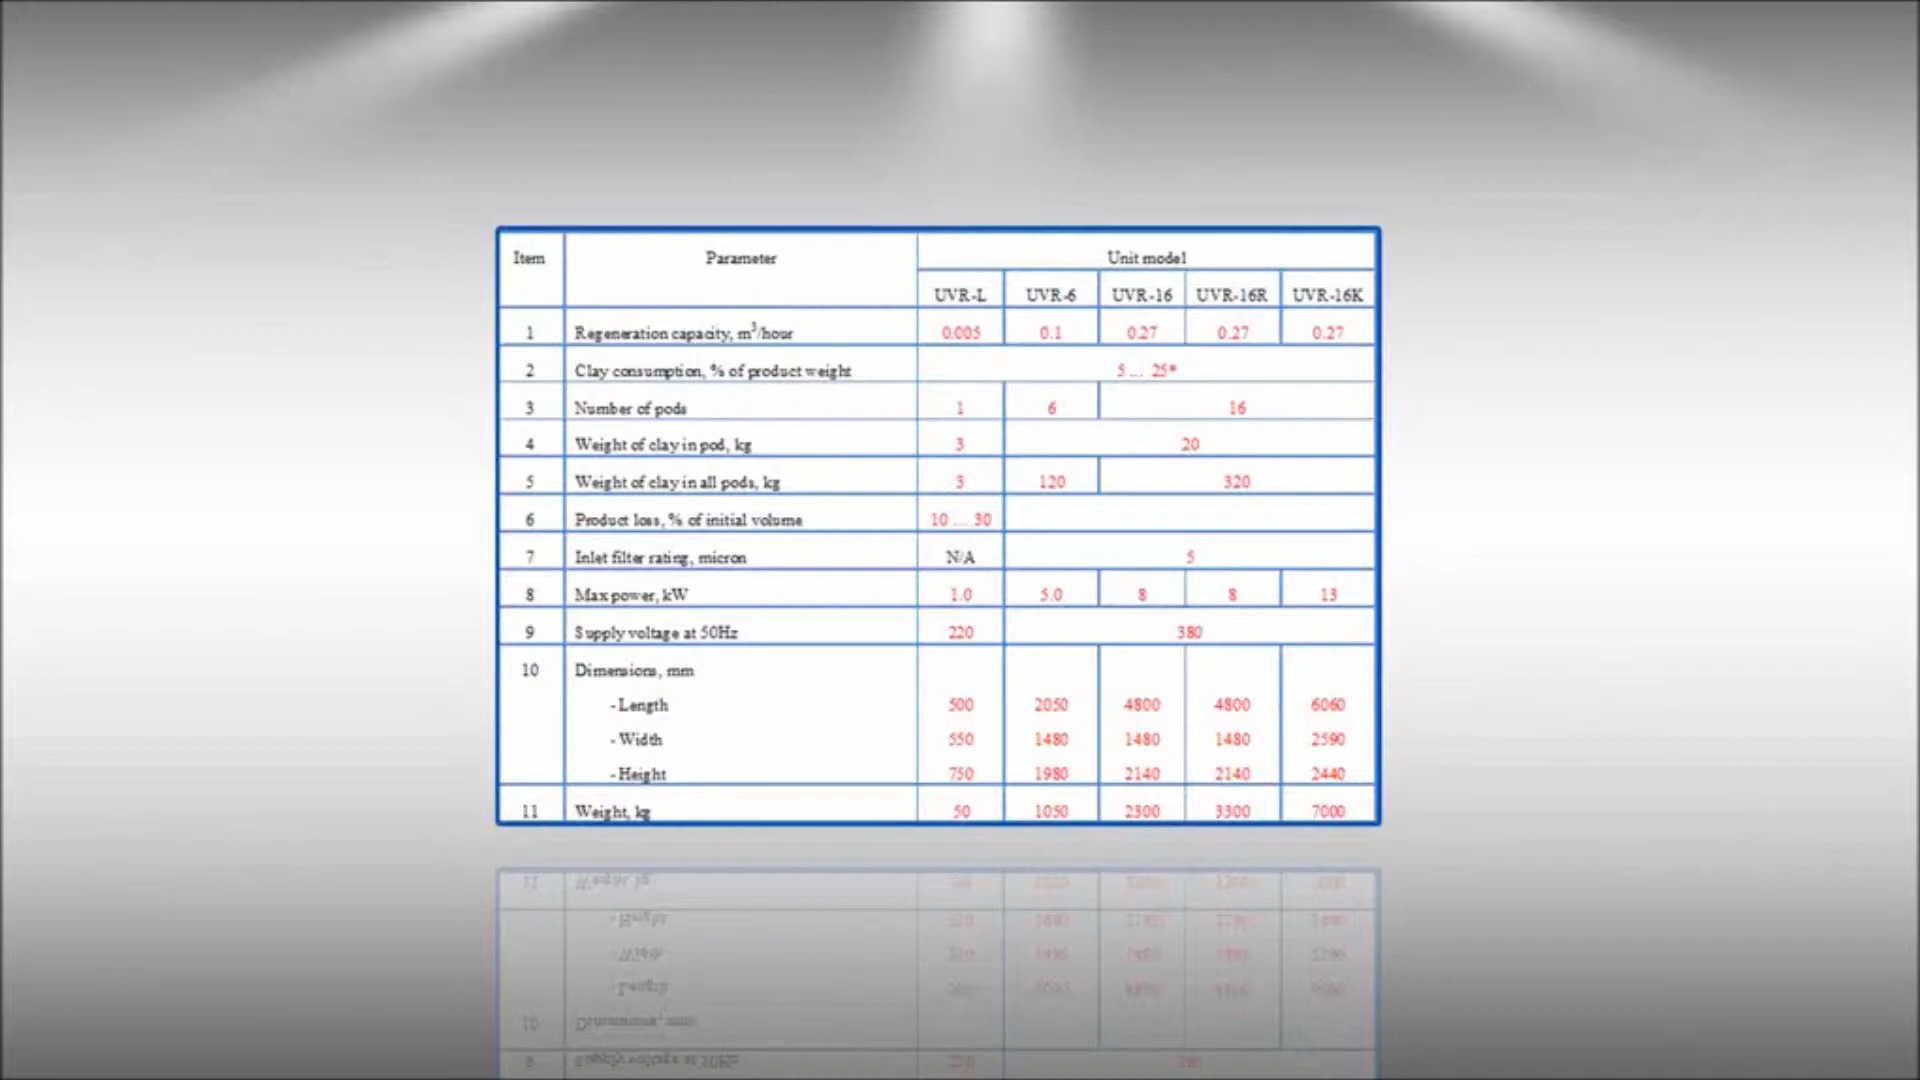 Item Parameter Unit model
UVR-L UVR-6 UVR-16 UVR-16R UVR-16K
1 Regeneration capacity, m³/hour 0.005 0.1 0.27 0.27 0.27
2 Clay consumption, % of product weight 5 ... 25*
3 Number of pods 1 6 16
4 Weight of clay in pod, kg 3 20
5 Weight of clay in all pods, kg 3 120 320
6 Product loss, % of initial volume 10 ... 30
7 Inlet filter rating, micron N/A 5
8 Max power, kW 1.0 5.0 8 8 13
9 Supply voltage at 50Hz 220 380
10 Dimensions, mm
- Length 500 2050 4800 4800 6060
- Width 550 1480 1480 1480 2590
- Height 750 1980 2140 2140 2440
11 Weight, kg 50 1050 2300 3300 7000